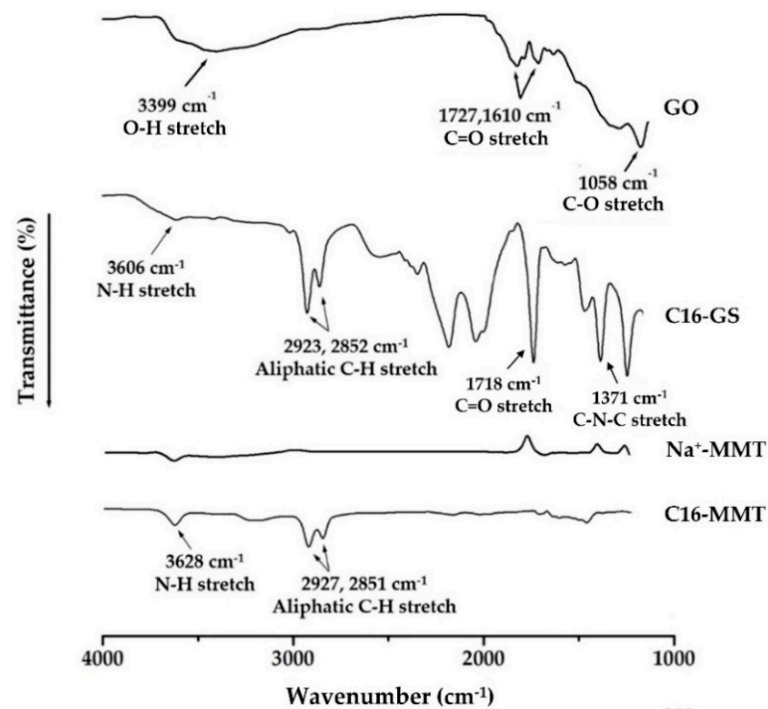 3399 cm⁻¹
O-H stretch
1727,1610 cm⁻¹
C=O stretch
GO
1058 cm⁻¹
C-O stretch
Transmittance (%)
3606 cm⁻¹
N-H stretch
2923, 2852 cm⁻¹
Aliphatic C-H stretch
1718 cm⁻¹
C=O stretch
C16-GS
1371 cm⁻¹
C-N-C stretch
Na⁺-MMT
C16-MMT
3628 cm⁻¹
N-H stretch
2927, 2851 cm⁻¹
Aliphatic C-H stretch
4000 3000 2000 1000
Wavenumber (cm⁻¹)